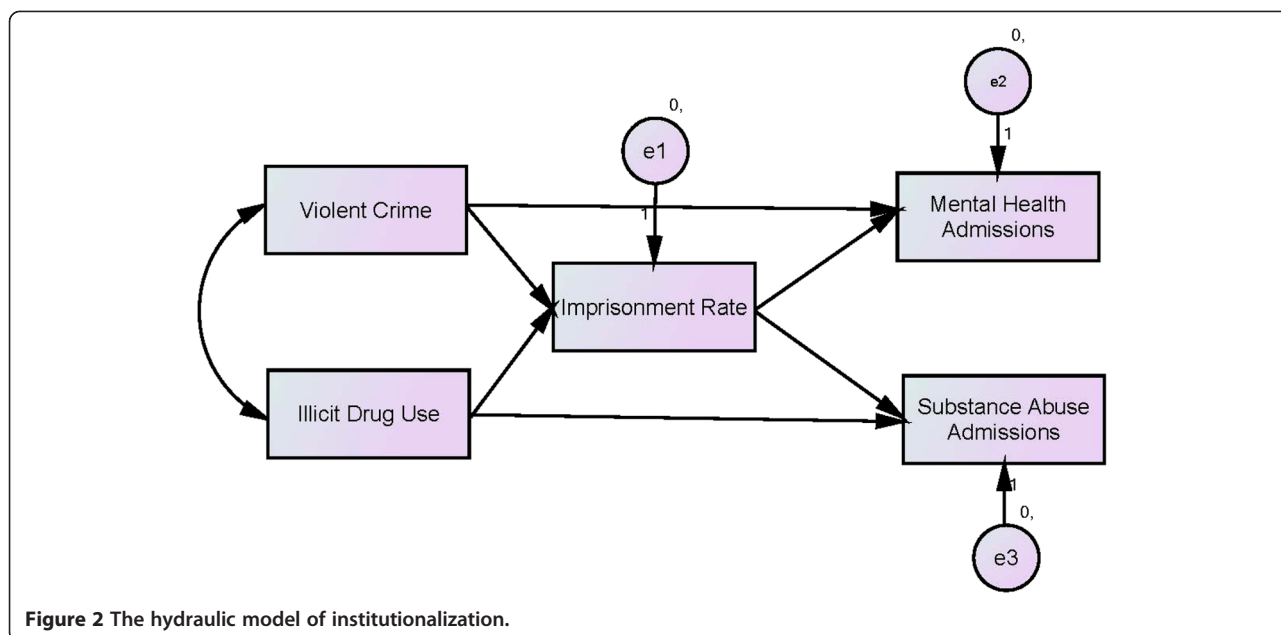 0,
e2
1
0,
e1
1
Violent Crime
Mental Health
Admissions
Imprisonment Rate
Illicit Drug Use
Substance Abuse
Admissions
1
0,
e3
Figure 2 The hydraulic model of institutionalization.